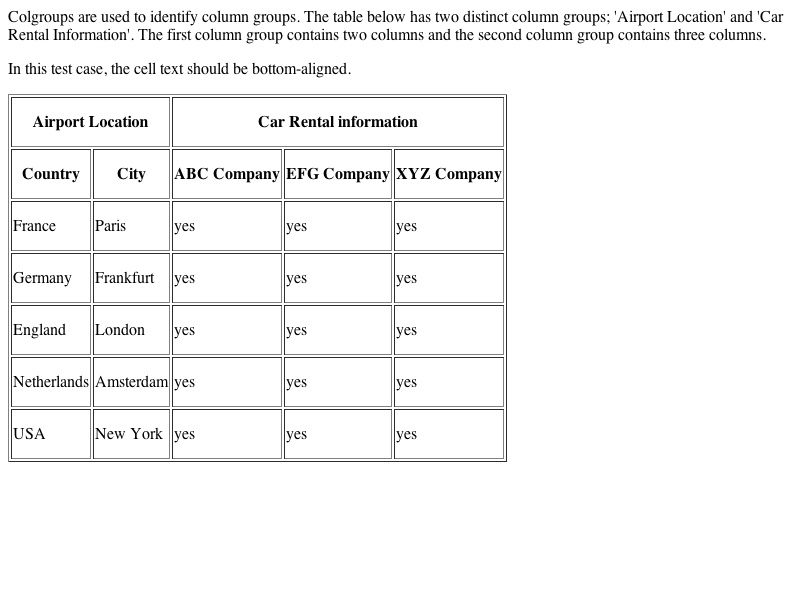 Colgroups are used to identify column groups. The table below has two distinct column groups; 'Airport Location' and 'Car
Rental Information'. The first column group contains two columns and the second column group contains three columns.
In this test case, the cell text should be bottom-aligned.
Airport Location Car Rental information
Country City ABC Company EFG Company XYZ Company
France Paris yes yes yes
Germany Frankfurt yes yes yes
England London yes yes yes
Netherlands Amsterdam yes yes yes
USA New York yes yes yes